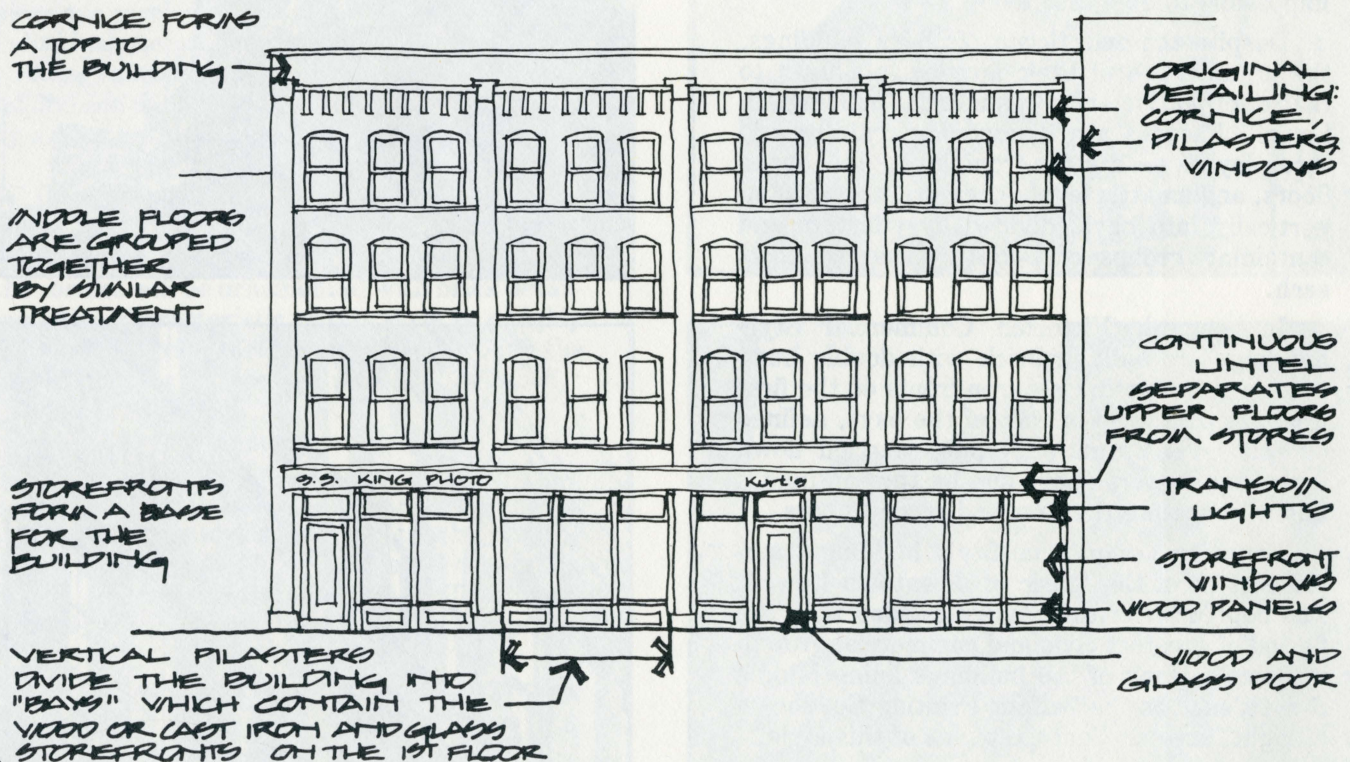 CORNICE FORMS
A TOP TO
THE BUILDING
MIDDLE FLOORS
ARE GROUPED
TOGETHER
BY SIMILAR
TREATMENT
STOREFRONTS
FORM A BASE
FOR THE
BUILDING
VERTICAL PILASTERS
DIVIDE THE BUILDING INTO
"BAYS" WHICH CONTAIN THE
WOOD OR CAST IRON AND GLASS
STOREFRONTS ON THE 1ST FLOOR
S.S. KING PHOTO
Kurt's
ORIGINAL
DETAILING:
CORNICE,
PILASTERS,
WINDOWS
CONTINUOUS
LINTEL
SEPARATES
UPPER FLOORS
FROM STORES
TRANSOM
LIGHTS
STOREFRONT
WINDOWS
WOOD PANELS
WOOD AND
GLASS DOOR